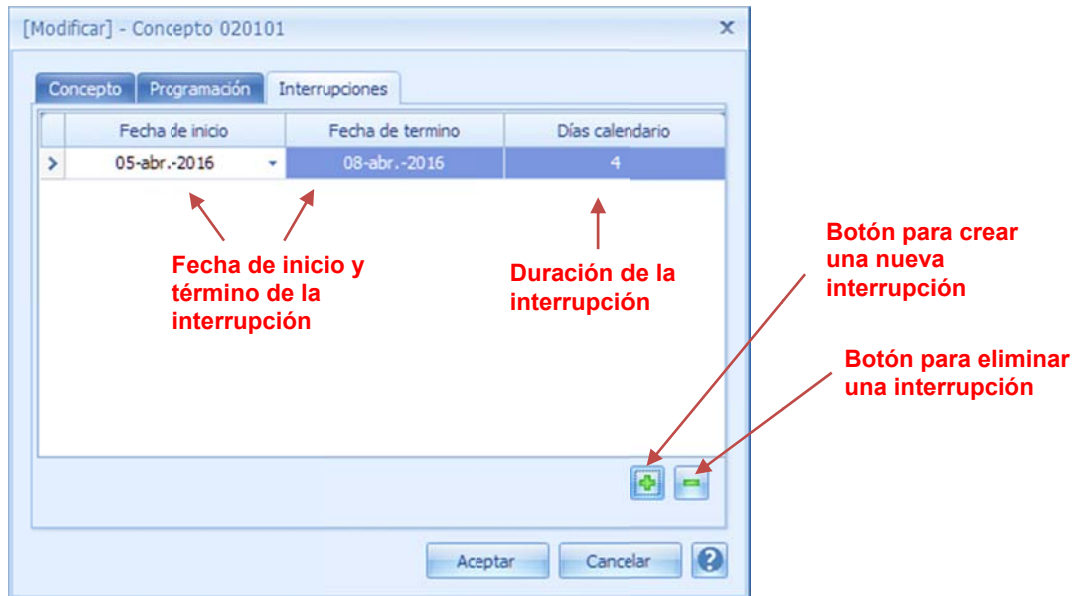 [Modificar] - Concepto 020101
Concepto Programación Interrupciones
Fecha de inicio Fecha de termino Días calendario
05-abr.-2016 08-abr.-2016 4
Fecha de inicio y
término de la
interrupción
Duración de la
interrupción
Botón para crear
una nueva
interrupción
Botón para eliminar
una interrupción
Aceptar Cancelar